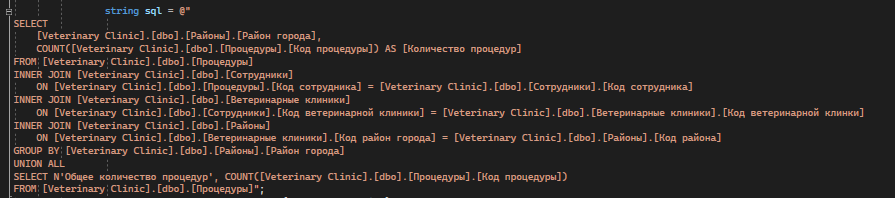 string sql = @"
SELECT
[Veterinary Clinic].[dbo].[Районы].[Район города],
COUNT([Veterinary Clinic].[dbo].[Процедуры].[Код процедуры]) AS [Количество процедур]
FROM [Veterinary Clinic].[dbo].[Процедуры]
INNER JOIN [Veterinary Clinic].[dbo].[Сотрудники]
ON [Veterinary Clinic].[dbo].[Процедуры].[Код сотрудника] = [Veterinary Clinic].[dbo].[Сотрудники].[Код сотрудника]
INNER JOIN [Veterinary Clinic].[dbo].[Ветеринарные клиники]
ON [Veterinary Clinic].[dbo].[Сотрудники].[Код ветеринарной клиники] = [Veterinary Clinic].[dbo].[Ветеринарные клиники].[Код ветеринарной клинки]
INNER JOIN [Veterinary Clinic].[dbo].[Районы]
ON [Veterinary Clinic].[dbo].[Ветеринарные клиники].[Код район города] = [Veterinary Clinic].[dbo].[Районы].[Код района]
GROUP BY [Veterinary Clinic].[dbo].[Районы].[Район города]
UNION ALL
SELECT N'Общее количество процедур', COUNT([Veterinary Clinic].[dbo].[Процедуры].[Код процедуры])
FROM [Veterinary Clinic].[dbo].[Процедуры]";